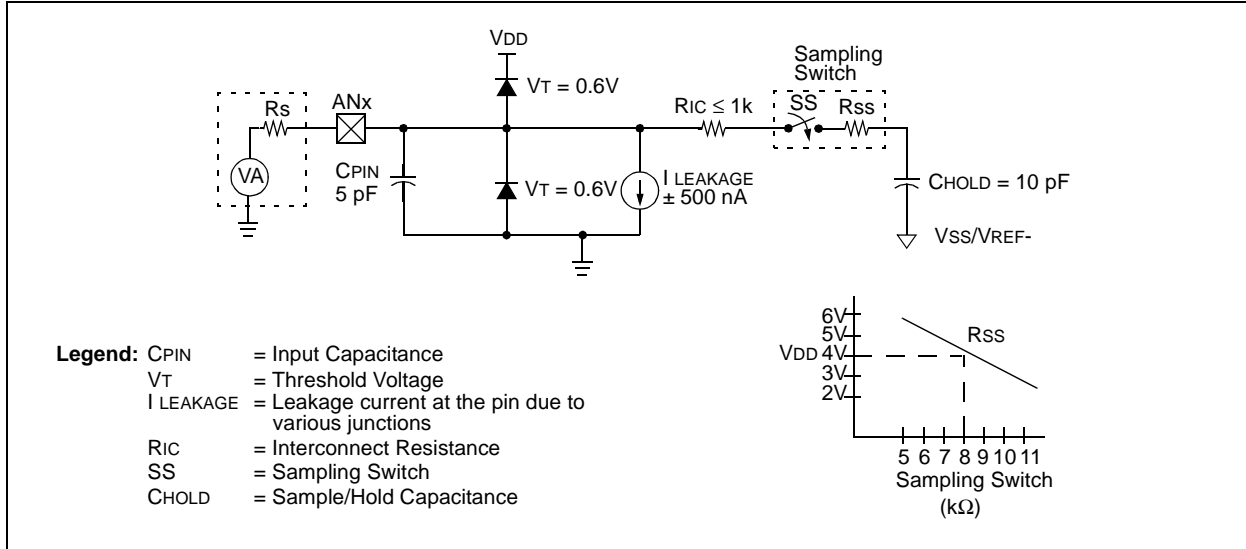 VDD
VT = 0.6V
Rs
ANx
RIC ≤ 1k
Sampling
Switch
SS
RSS
VA
CPIN
5 pF
VT = 0.6V
I LEAKAGE
± 500 nA
CHOLD = 10 pF
VSS/VREF-
Legend: CPIN = Input Capacitance
VT = Threshold Voltage
I LEAKAGE = Leakage current at the pin due to
various junctions
RIC = Interconnect Resistance
SS = Sampling Switch
CHOLD = Sample/Hold Capacitance
6V
5V
VDD 4V
3V
2V
RSS
5 6 7 8 9 10 11
Sampling Switch
(kΩ)